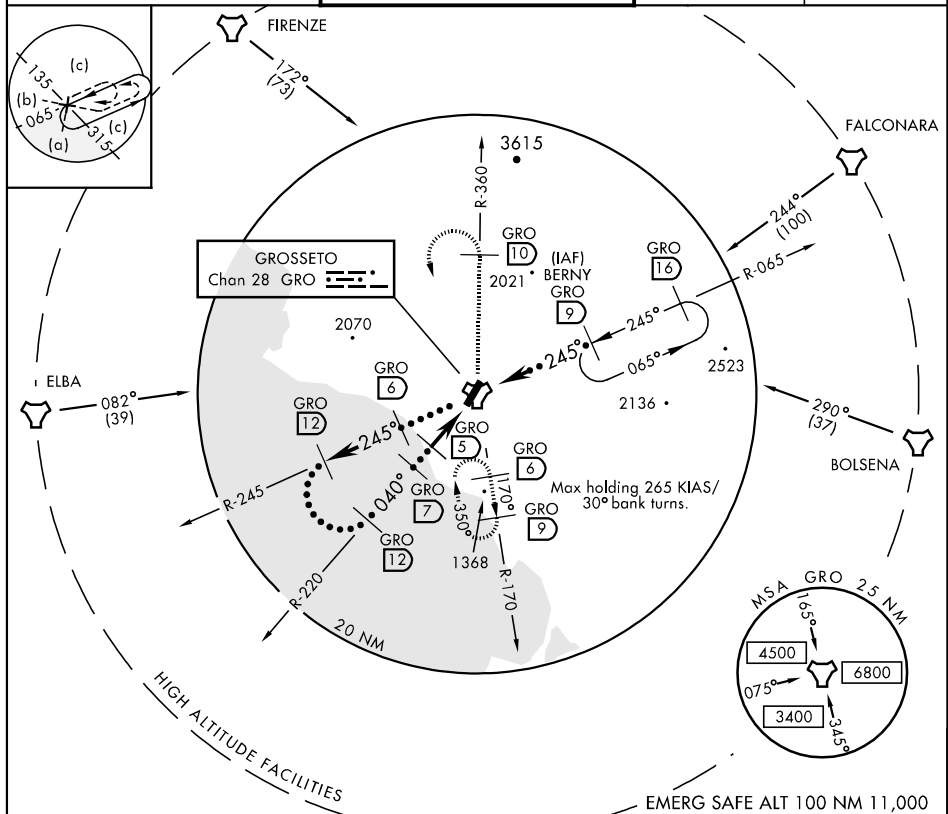 FIRENZE
172°
(73)
(c)
135
(b)
065
(c)
315
(a)
FALCONARA
3615
244°
(100)
R-360
GRO
10
(IAF)
BERNY
GRO
16
R-065
GROSSETO
Chan 28 GRO
2021
GRO
9
245°
2070
245°
065°
2523
ELBA
082°
(39)
GRO
6
2136
290°
(37)
GRO
12
245°
GRO
5
GRO
6
BOLSENA
R-245
040°
GRO
7
170°
350°
Max holding 265 KIAS/
30° bank turns.
GRO
9
GRO
12
1368
R-220
R-170
20 NM
MSA GRO 25 NM
165°
4500
6800
075°
3400
345°
HIGH ALTITUDE FACILITIES
EMERG SAFE ALT 100 NM 11,000